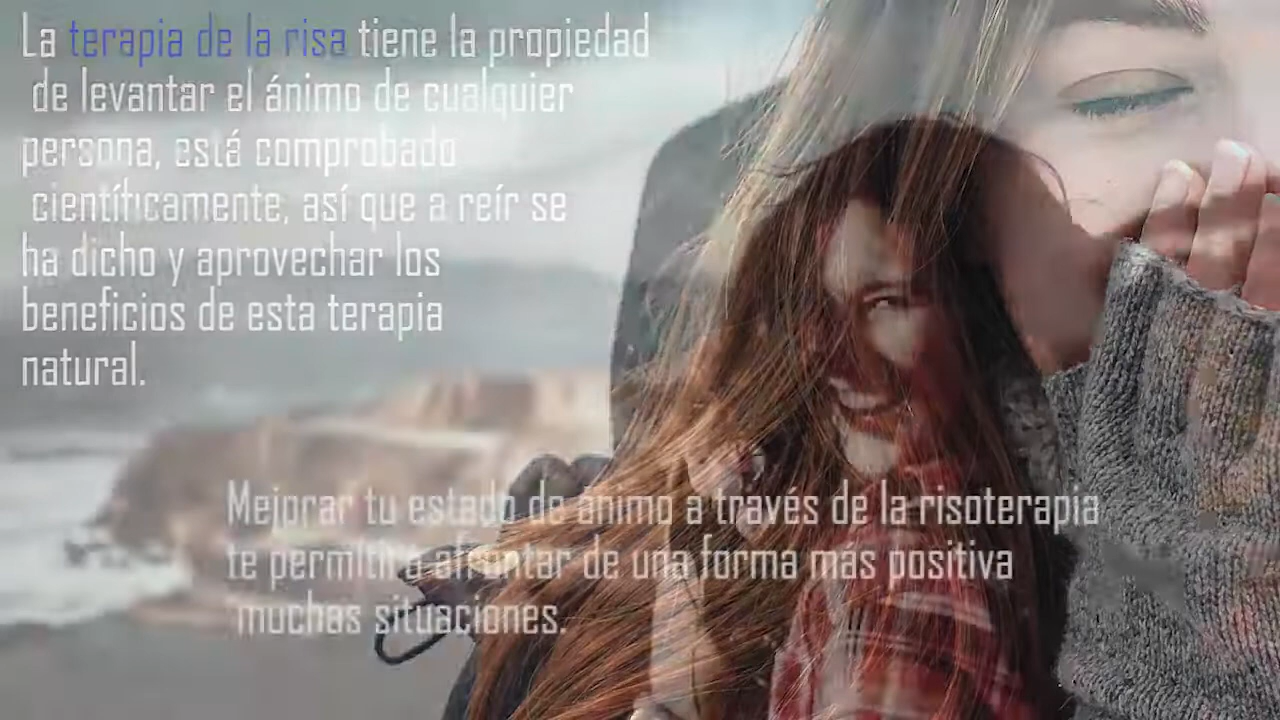 La terapia de la risa tiene la propiedad
de levantar el ánimo de cualquier
persona, está comprobado
científicamente, así que a reír se
ha dicho y aprovechar los
beneficios de esta terapia
natural.
Mejorar tu estado de ánimo a través de la risoterapia
te permitirá afrontar de una forma más positiva
muchas situaciones.